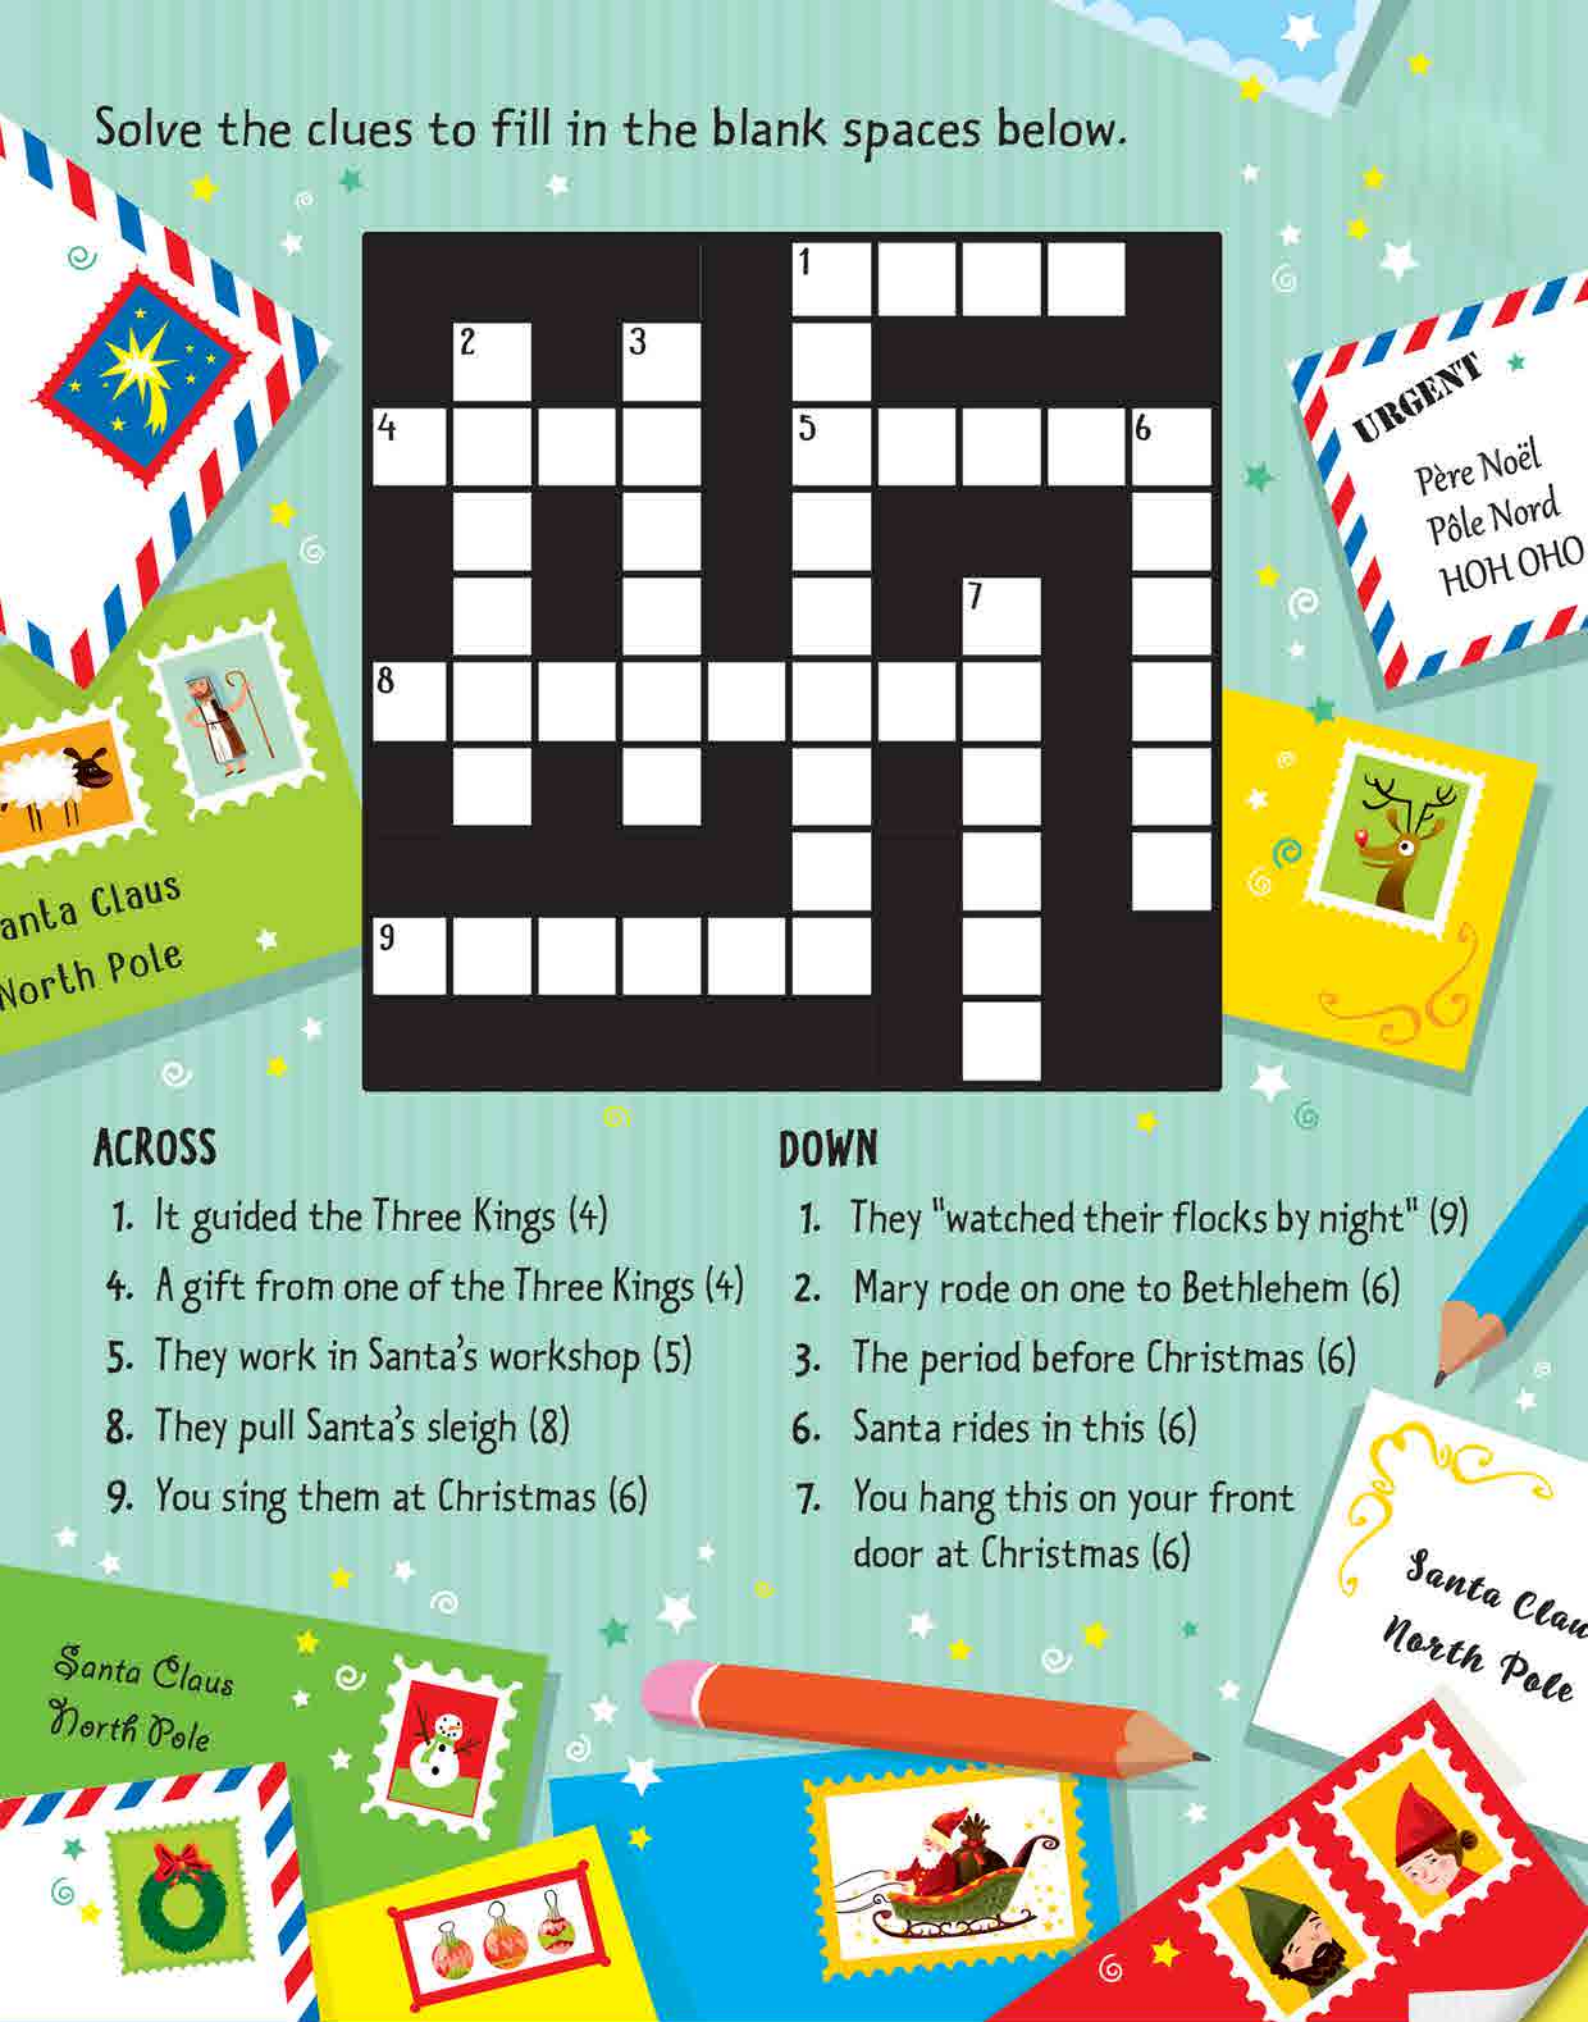 Solve the clues to fill in the blank spaces below.
1
2
3
4
5
6
7
8
9
URGENT
Père Noël
Pôle Nord
HOH OHO
anta Claus
North Pole
ACROSS
1. It guided the Three Kings (4)
4. A gift from one of the Three Kings (4)
5. They work in Santa's workshop (5)
8. They pull Santa's sleigh (8)
9. You sing them at Christmas (6)
DOWN
1. They "watched their flocks by night" (9)
2. Mary rode on one to Bethlehem (6)
3. The period before Christmas (6)
6. Santa rides in this (6)
7. You hang this on your front
door at Christmas (6)
Santa Clau
North Pole
Santa Claus
North Pole